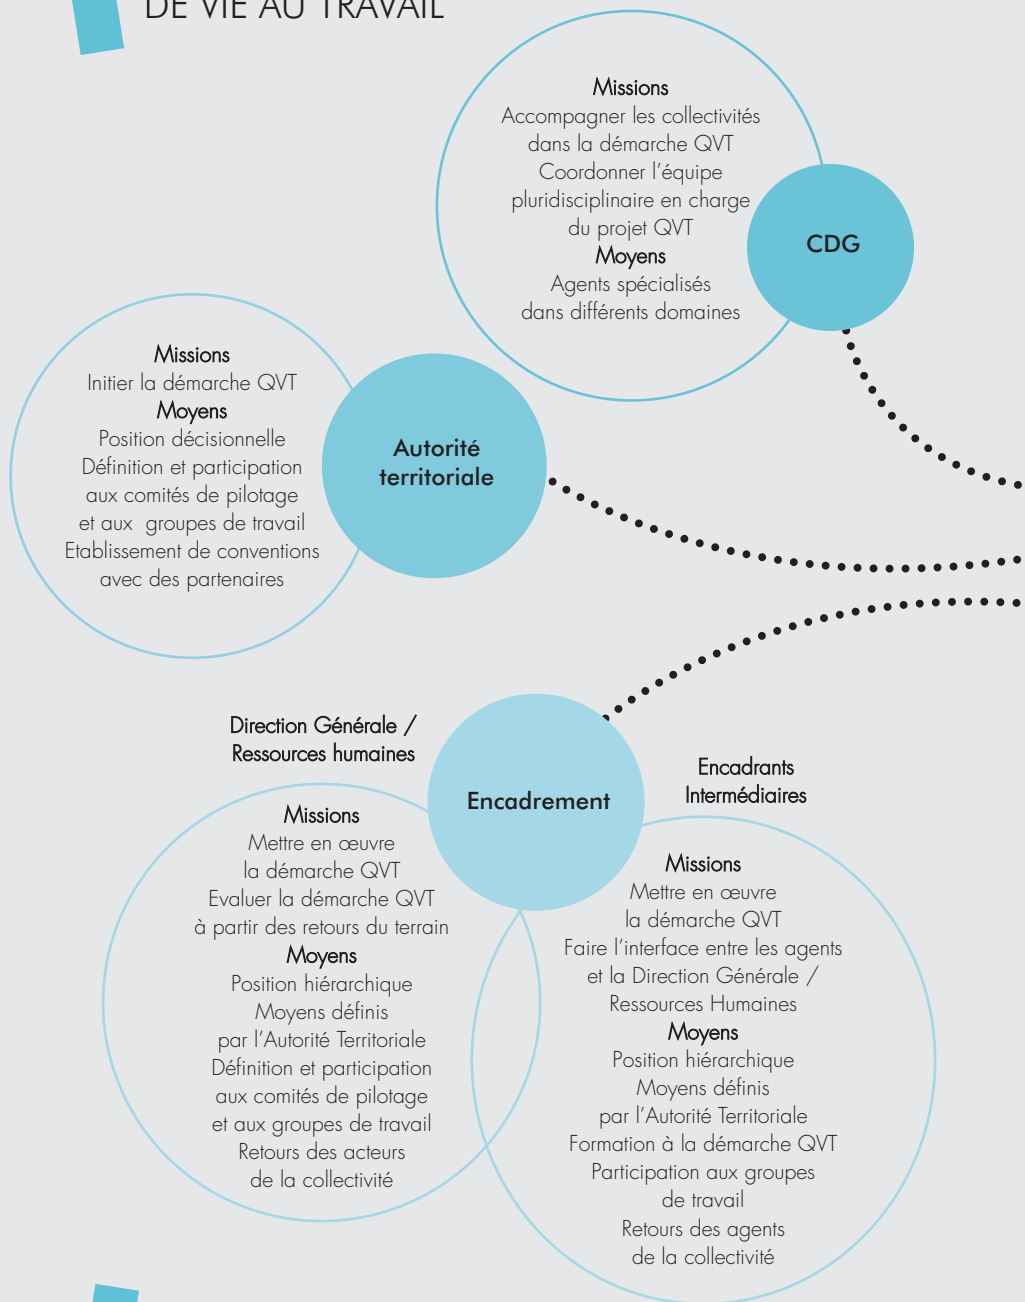 DE VIE AU TRAVAIL
Missions
Accompagner les collectivités
dans la démarche QVT
Coordonner l'équipe
pluridisciplinaire en charge
du projet QVT
Moyens
Agents spécialisés
dans différents domaines
CDG
Missions
Initier la démarche QVT
Moyens
Position décisionnelle
Définition et participation
aux comités de pilotage
et aux groupes de travail
Etablissement de conventions
avec des partenaires
Autorité
territoriale
Direction Générale /
Ressources humaines
Encadrement
Encadrants
Intermédiaires
Missions
Mettre en œuvre
la démarche QVT
Evaluer la démarche QVT
à partir des retours du terrain
Moyens
Position hiérarchique
Moyens définis
par l'Autorité Territoriale
Définition et participation
aux comités de pilotage
et aux groupes de travail
Retours des acteurs
de la collectivité
Missions
Mettre en œuvre
la démarche QVT
Faire l'interface entre les agents
et la Direction Générale /
Ressources Humaines
Moyens
Position hiérarchique
Moyens définis
par l'Autorité Territoriale
Formation à la démarche QVT
Participation aux groupes
de travail
Retours des agents
de la collectivité